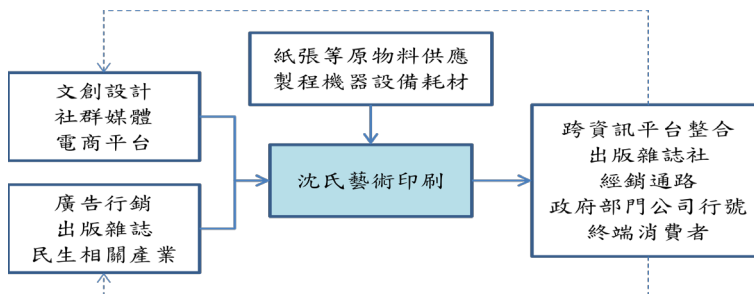 紙張等原物料供應
製程機器設備耗材
文創設計
社群媒體
電商平台
沈氏藝術印刷
廣告行銷
出版雜誌
民生相關產業
跨資訊平台整合
出版雜誌社
經銷通路
政府部門公司行號
終端消費者